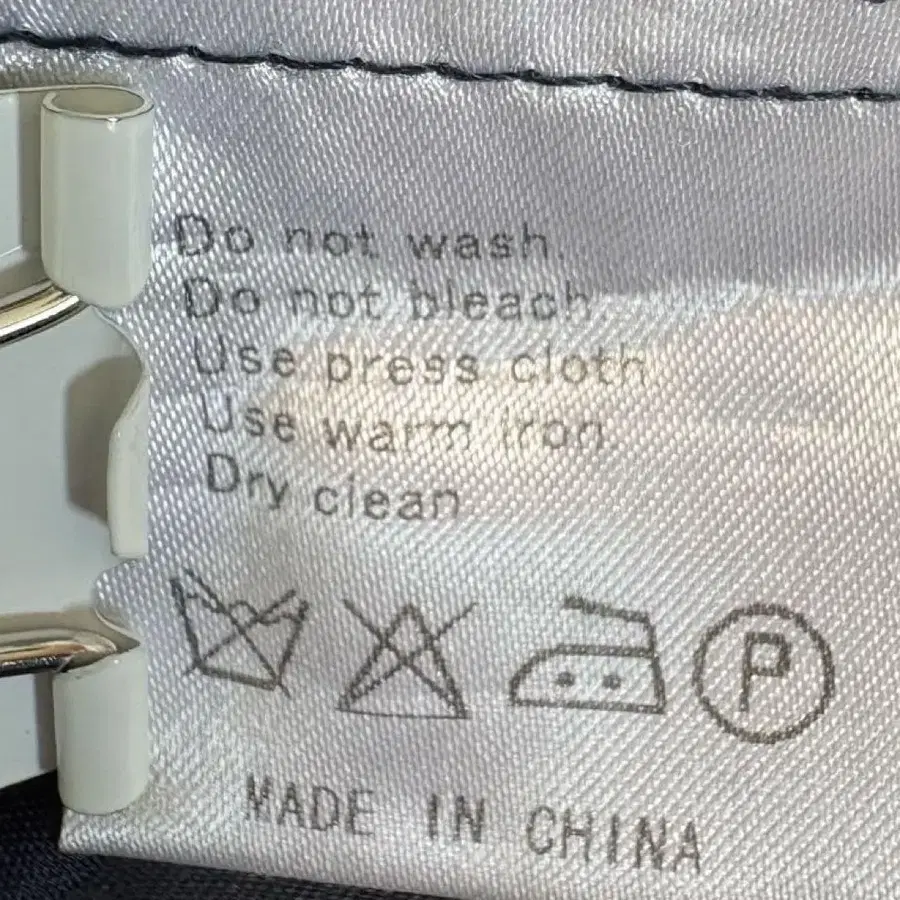 Do not wash.
Do not bleach.
Use press cloth
Use warm iron
Dry clean
P
MADE IN CHINA